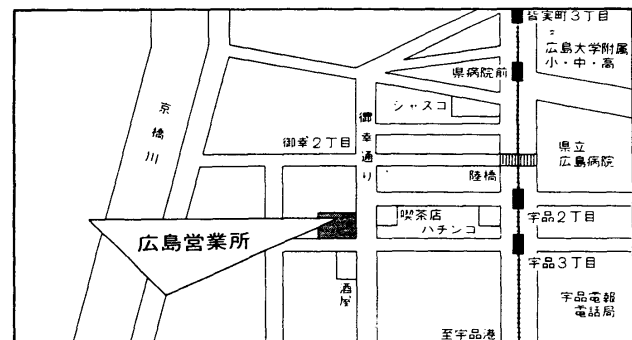 皆実町3丁目
広島大学附属
小・中・高
県病院前
京橋川
御幸通り
シャスコ
御幸2丁目
県立
広島病院
陸橋
喫茶店
パチンコ
宇品2丁目
広島営業所
宇品3丁目
酒屋
宇品電報
電話局
至宇品港